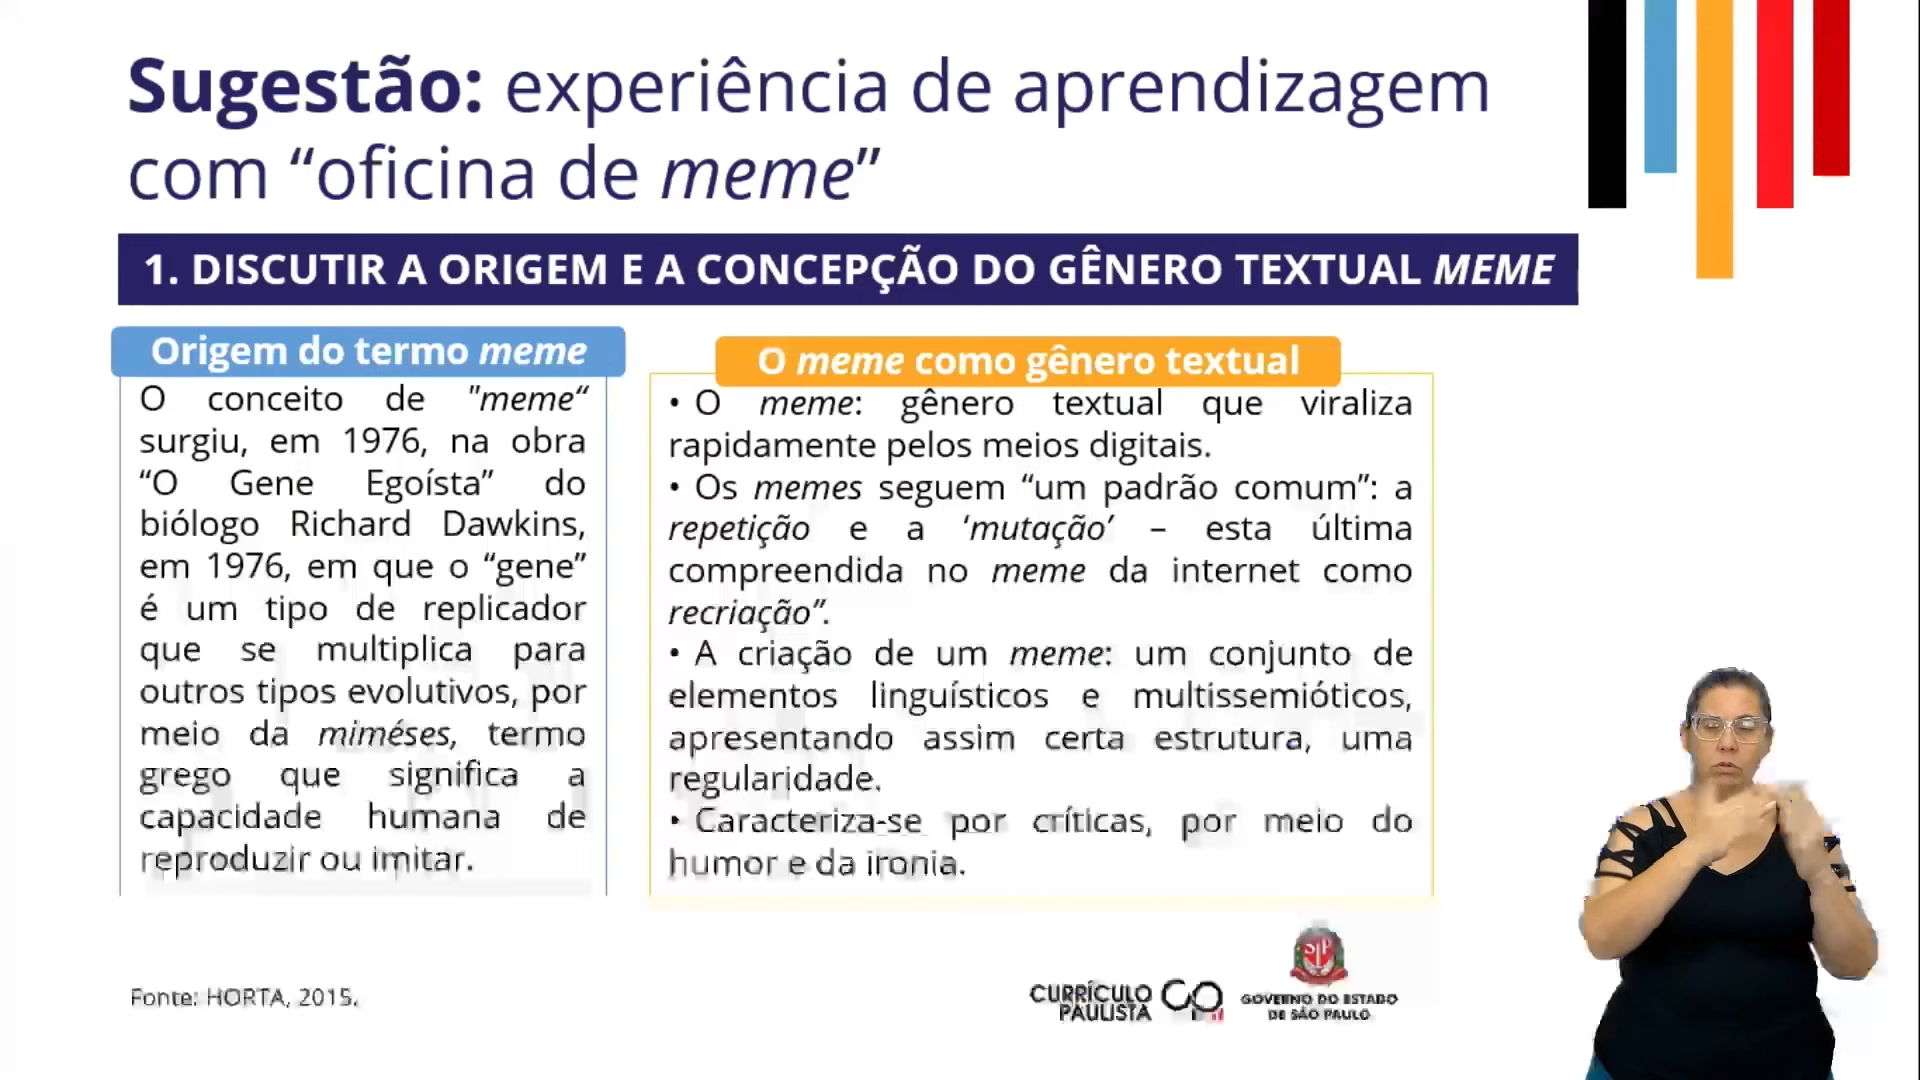 Sugestão: experiência de aprendizagem
com “oficina de meme”
1. DISCUTIR A ORIGEM E A CONCEPÇÃO DO GÊNERO TEXTUAL MEME
Origem do termo meme
O conceito de "meme“
surgiu, em 1976, na obra
“O Gene Egoísta” do
biólogo Richard Dawkins,
em 1976, em que o “gene”
é um tipo de replicador
que se multiplica para
outros tipos evolutivos, por
meio da miméses, termo
grego que significa a
capacidade humana de
reproduzir ou imitar.
O meme como gênero textual
• O meme: gênero textual que viraliza
rapidamente pelos meios digitais.
• Os memes seguem “um padrão comum”: a
repetição e a ‘mutação’ – esta última
compreendida no meme da internet como
recriação”.
• A criação de um meme: um conjunto de
elementos linguísticos e multissemióticos,
apresentando assim certa estrutura, uma
regularidade.
• Caracteriza-se por críticas, por meio do
humor e da ironia.
Fonte: HORTA, 2015.
CURRÍCULO
PAULISTA
SP
GOVERNO DO ESTADO
DE SÃO PAULO